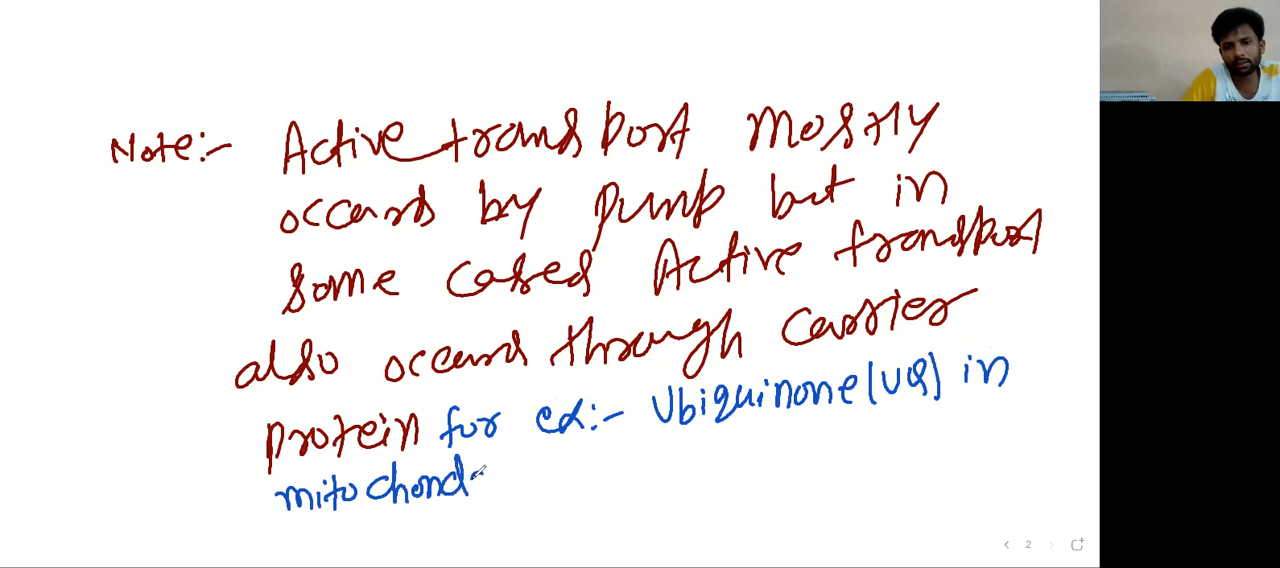 Note:- Active transport mostly
occurs by pump but in
some cases Active transport
also occurs through carrier
protein for ex:- Ubiquinone(UQ) in
mitochond
2